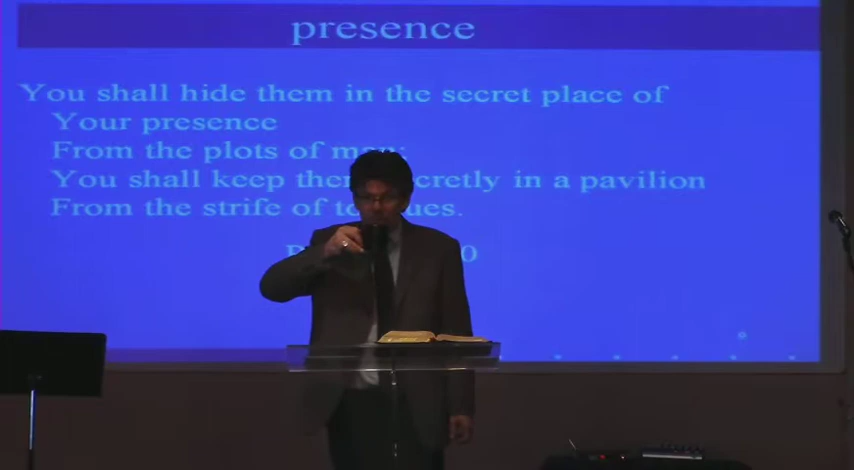 presence
You shall hide them in the secret place of
Your presence
From the plots of
You shall keep in a pavilion
From the strife of